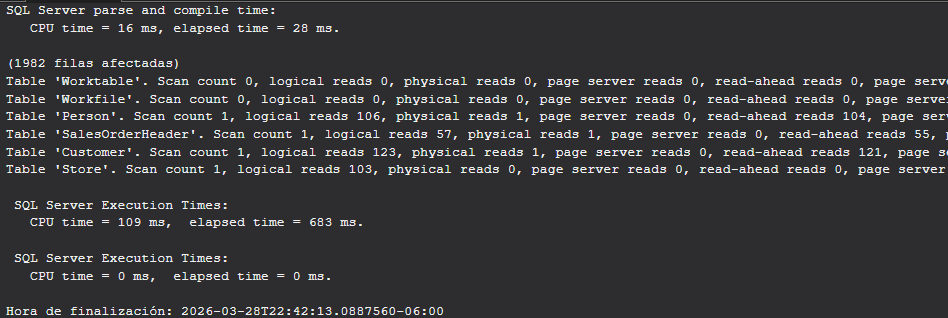 SQL Server parse and compile time:
CPU time = 16 ms, elapsed time = 28 ms.
(1982 filas afectadas)
Table 'Worktable'. Scan count 0, logical reads 0, physical reads 0, page server reads 0, read-ahead reads 0, page serv
Table 'Workfile'. Scan count 0, logical reads 0, physical reads 0, page server reads 0, read-ahead reads 0, page serve
Table 'Person'. Scan count 1, logical reads 106, physical reads 1, page server reads 0, read-ahead reads 104, page ser
Table 'SalesOrderHeader'. Scan count 1, logical reads 57, physical reads 1, page server reads 0, read-ahead reads 55,
Table 'Customer'. Scan count 1, logical reads 123, physical reads 1, page server reads 0, read-ahead reads 121, page s
Table 'Store'. Scan count 1, logical reads 103, physical reads 0, page server reads 0, read-ahead reads 0, page server
SQL Server Execution Times:
CPU time = 109 ms,  elapsed time = 683 ms.
SQL Server Execution Times:
CPU time = 0 ms,  elapsed time = 0 ms.
Hora de finalización: 2026-03-28T22:42:13.0887560-06:00